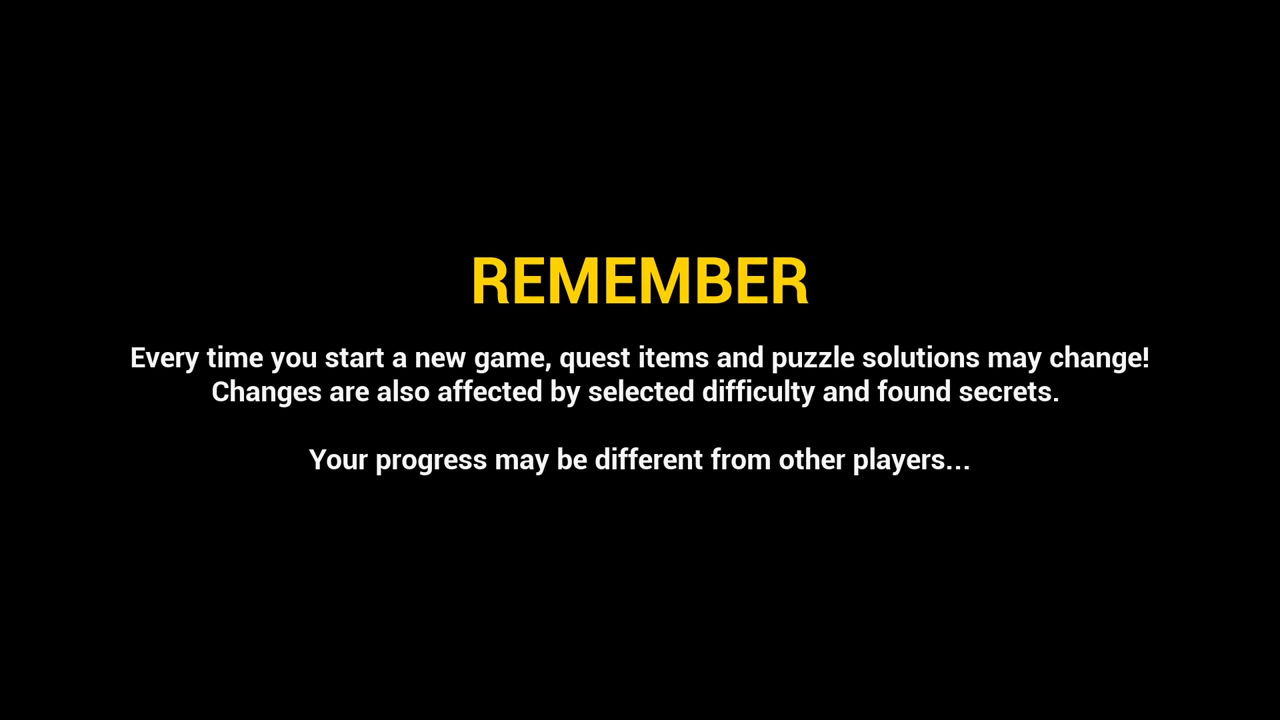 REMEMBER
Every time you start a new game, quest items and puzzle solutions may change!
Changes are also affected by selected difficulty and found secrets.
Your progress may be different from other players...